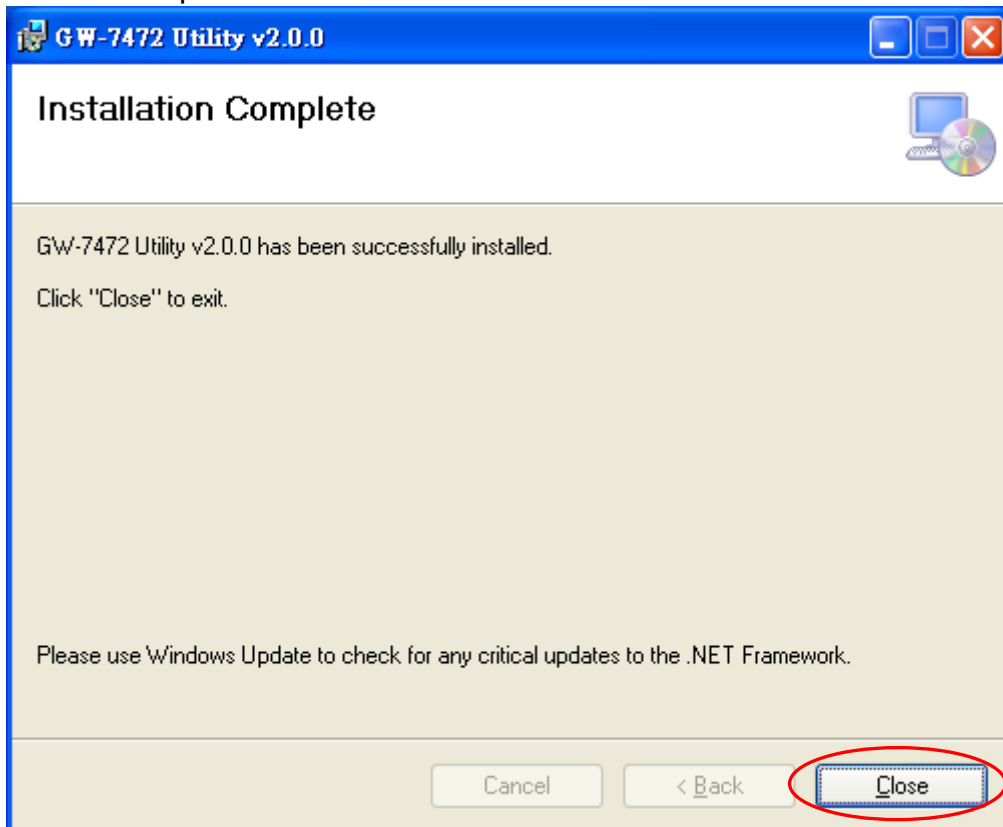 GW-7472 Utility v2.0.0
Installation Complete
GW-7472 Utility v2.0.0 has been successfully installed.
Click "Close" to exit.
Please use Windows Update to check for any critical updates to the .NET Framework.
Cancel
< Back
Close